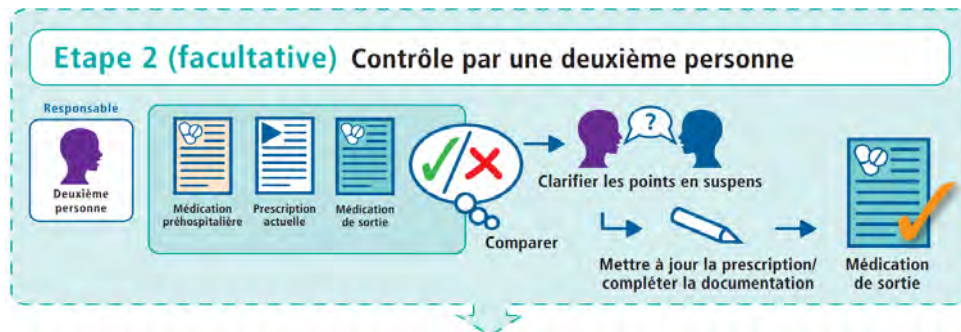 Etape 2 (facultative) Contrôle par une deuxième personne
Responsable
Deuxième
personne
Médication
préhospitalière
Prescription
actuelle
Médication
de sortie
Comparer
?
Clarifier les points en suspens
Mettre à jour la prescription/
compléter la documentation
Médication
de sortie